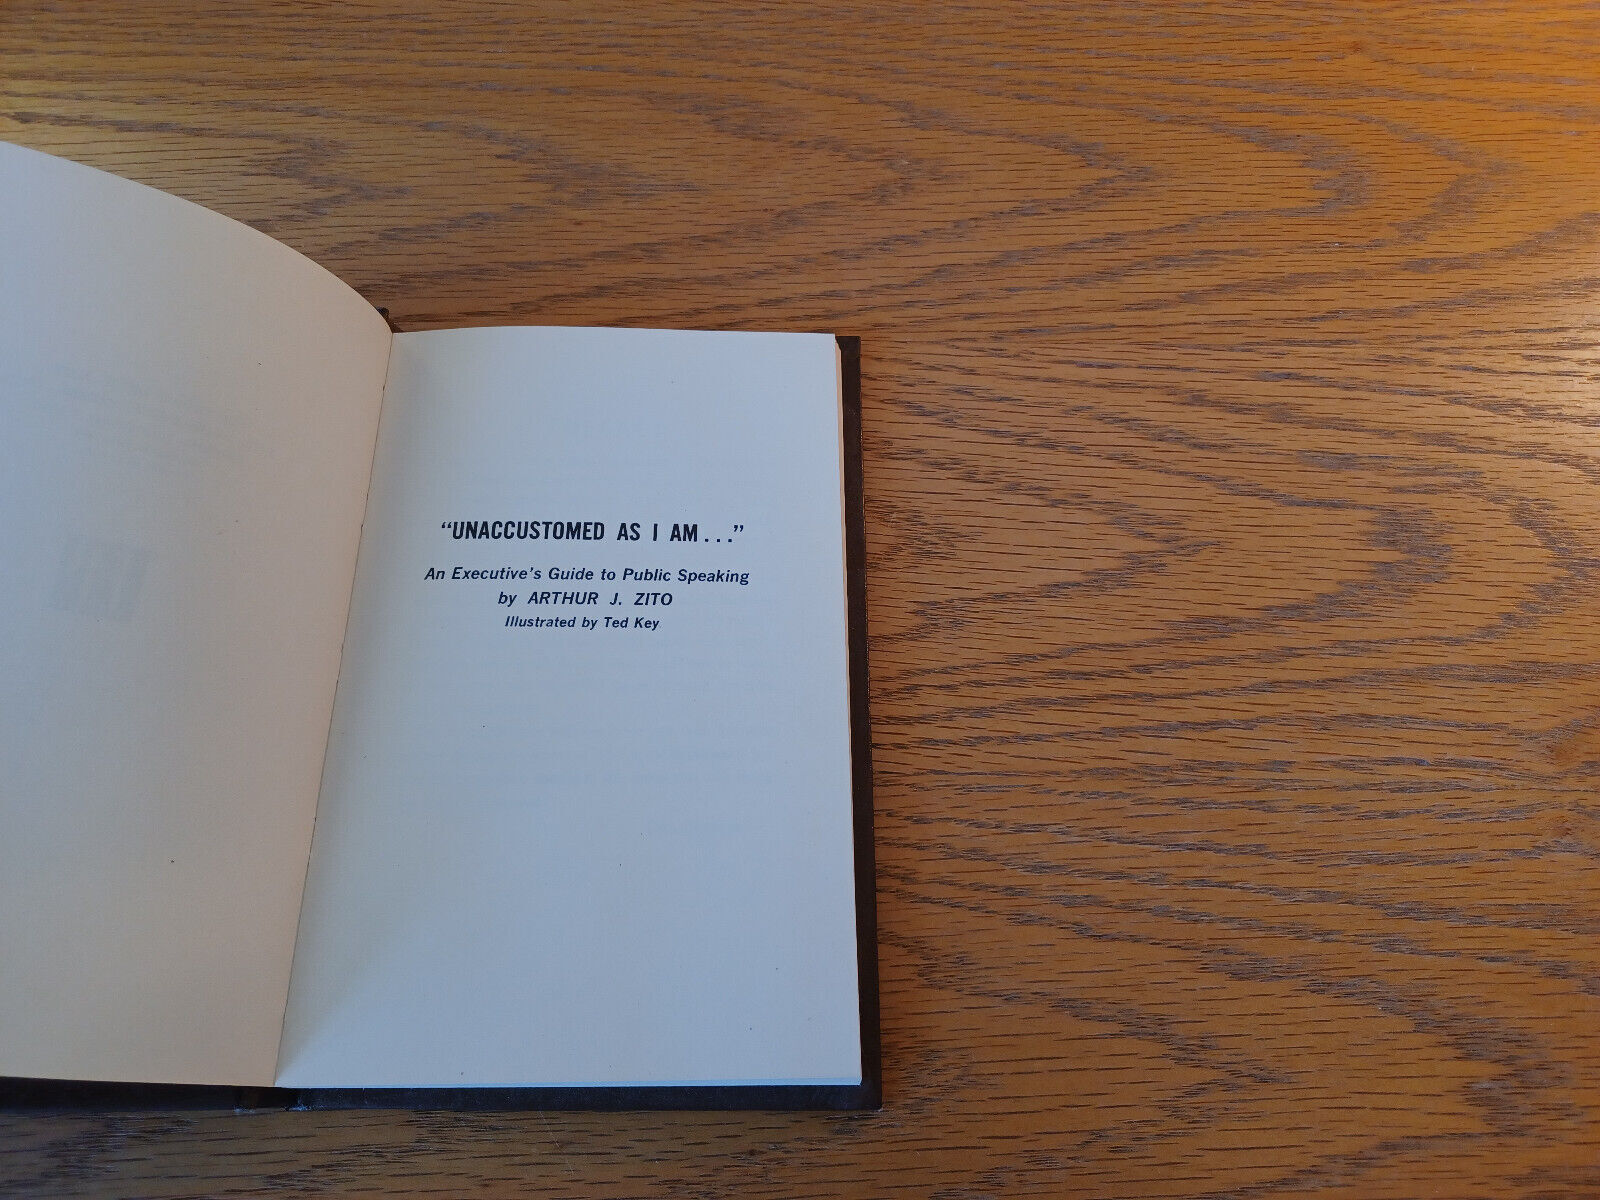 “UNACCUSTOMED AS I AM . . .”
An Executive’s Guide to Public Speaking
by ARTHUR J. ZITO
Illustrated by Ted Key